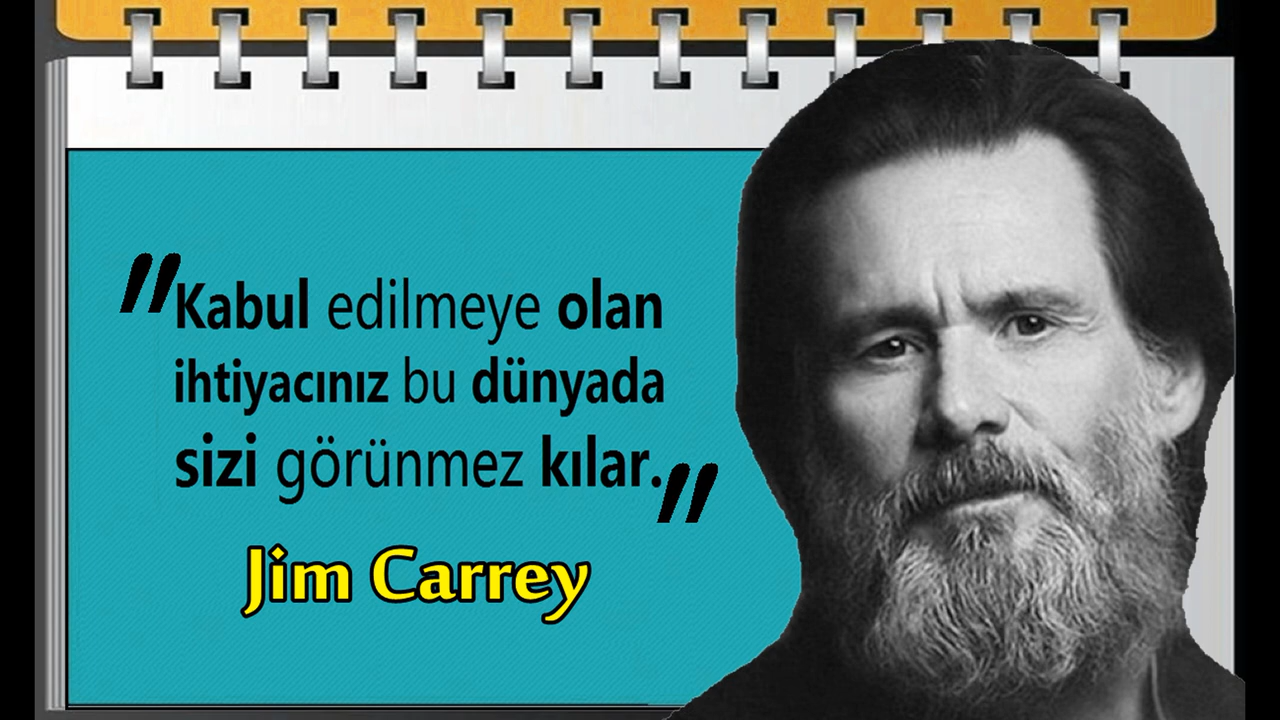 "Kabul edilmeye olan
ihtiyacınız bu dünyada
sizi görünmez kılar."
Jim Carrey